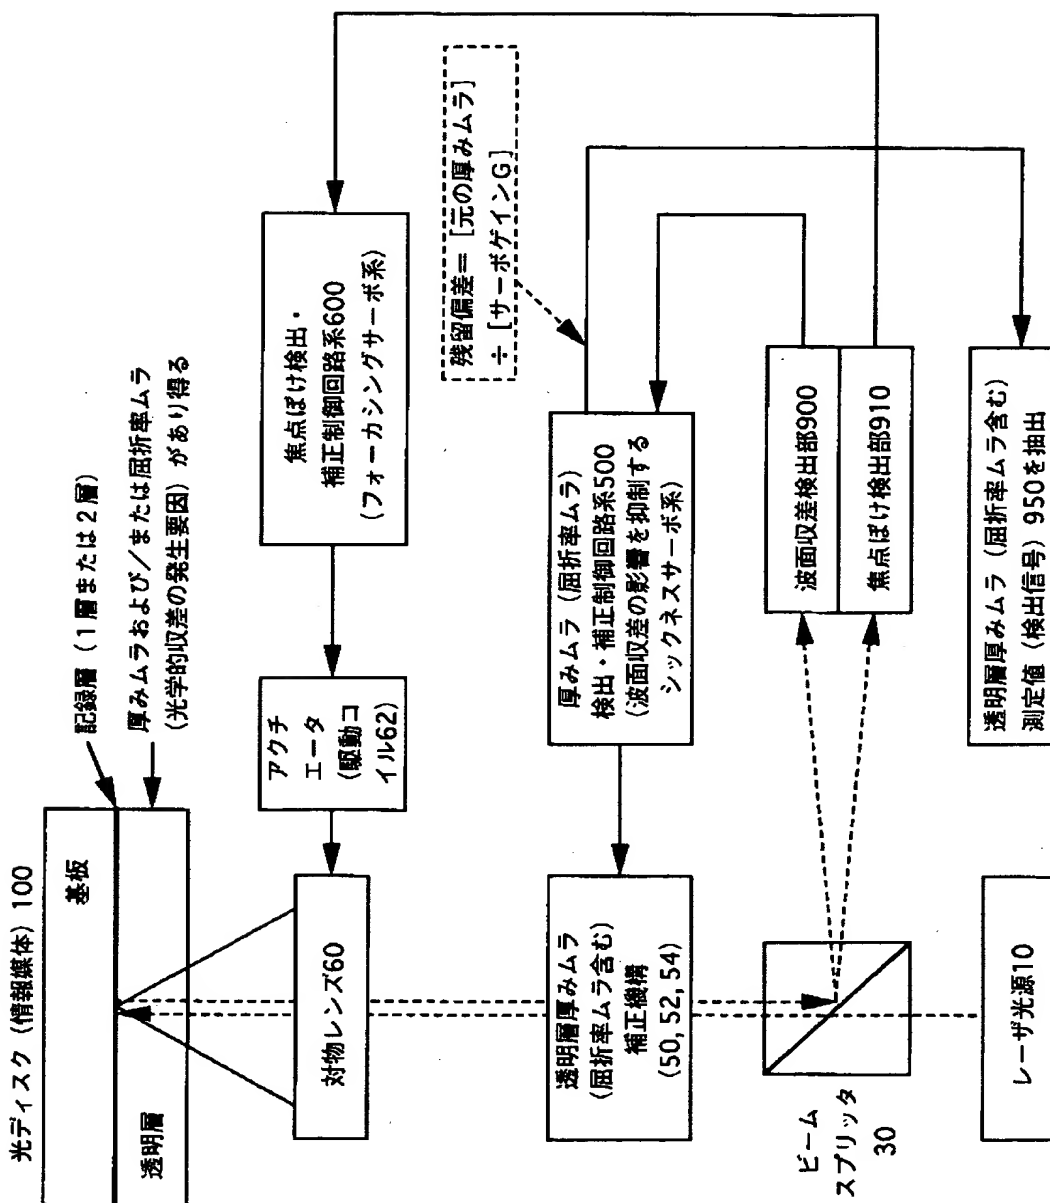 光ディスク (情報媒体) 100
基板
透明層
記録層 (1層または2層)
厚みムラおよび/または屈折率ムラ
(光学的収差の発生要因) があり得る
対物レンズ60
アクチ
エータ
(駆動コ
イル62)
焦点ぼけ検出・
補正制御回路系600
(フォーカシングサーボ系)
残留偏差= [元の厚みムラ]
÷ [サーボゲインG]
透明層厚みムラ
(屈折率ムラ含む)
補正機構
(50, 52, 54)
厚みムラ (屈折率ムラ)
検出・補正制御回路系500
(波面収差の影響を抑制する
シックネスサーボ系)
ビーム
スプリッタ
30
波面収差検出部900
焦点ぼけ検出部910
レーザ光源10
透明層厚みムラ (屈折率ムラ含む)
測定値 (検出信号) 950を抽出